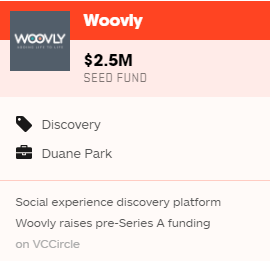 Woovly
WOOVLY
$2.5M
SEED FUND
Discovery
Duane Park
Social experience discovery platform
Woovly raises pre-Series A funding
on VCCircle